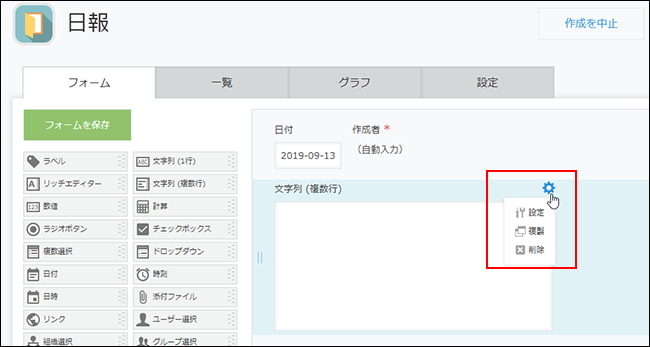 日報
作成を中止
フォーム
一覧
グラフ
設定
フォームを保存
ラベル
文字列 (1行)
リッチエディター
文字列 (複数行)
数値
計算
ラジオボタン
チェックボックス
複数選択
ドロップダウン
日付
時刻
日時
添付ファイル
リンク
ユーザー選択
組織選択
グループ選択
日付
作成者 *
2019-09-13
（自動入力）
文字列 (複数行)
設定
複製
削除